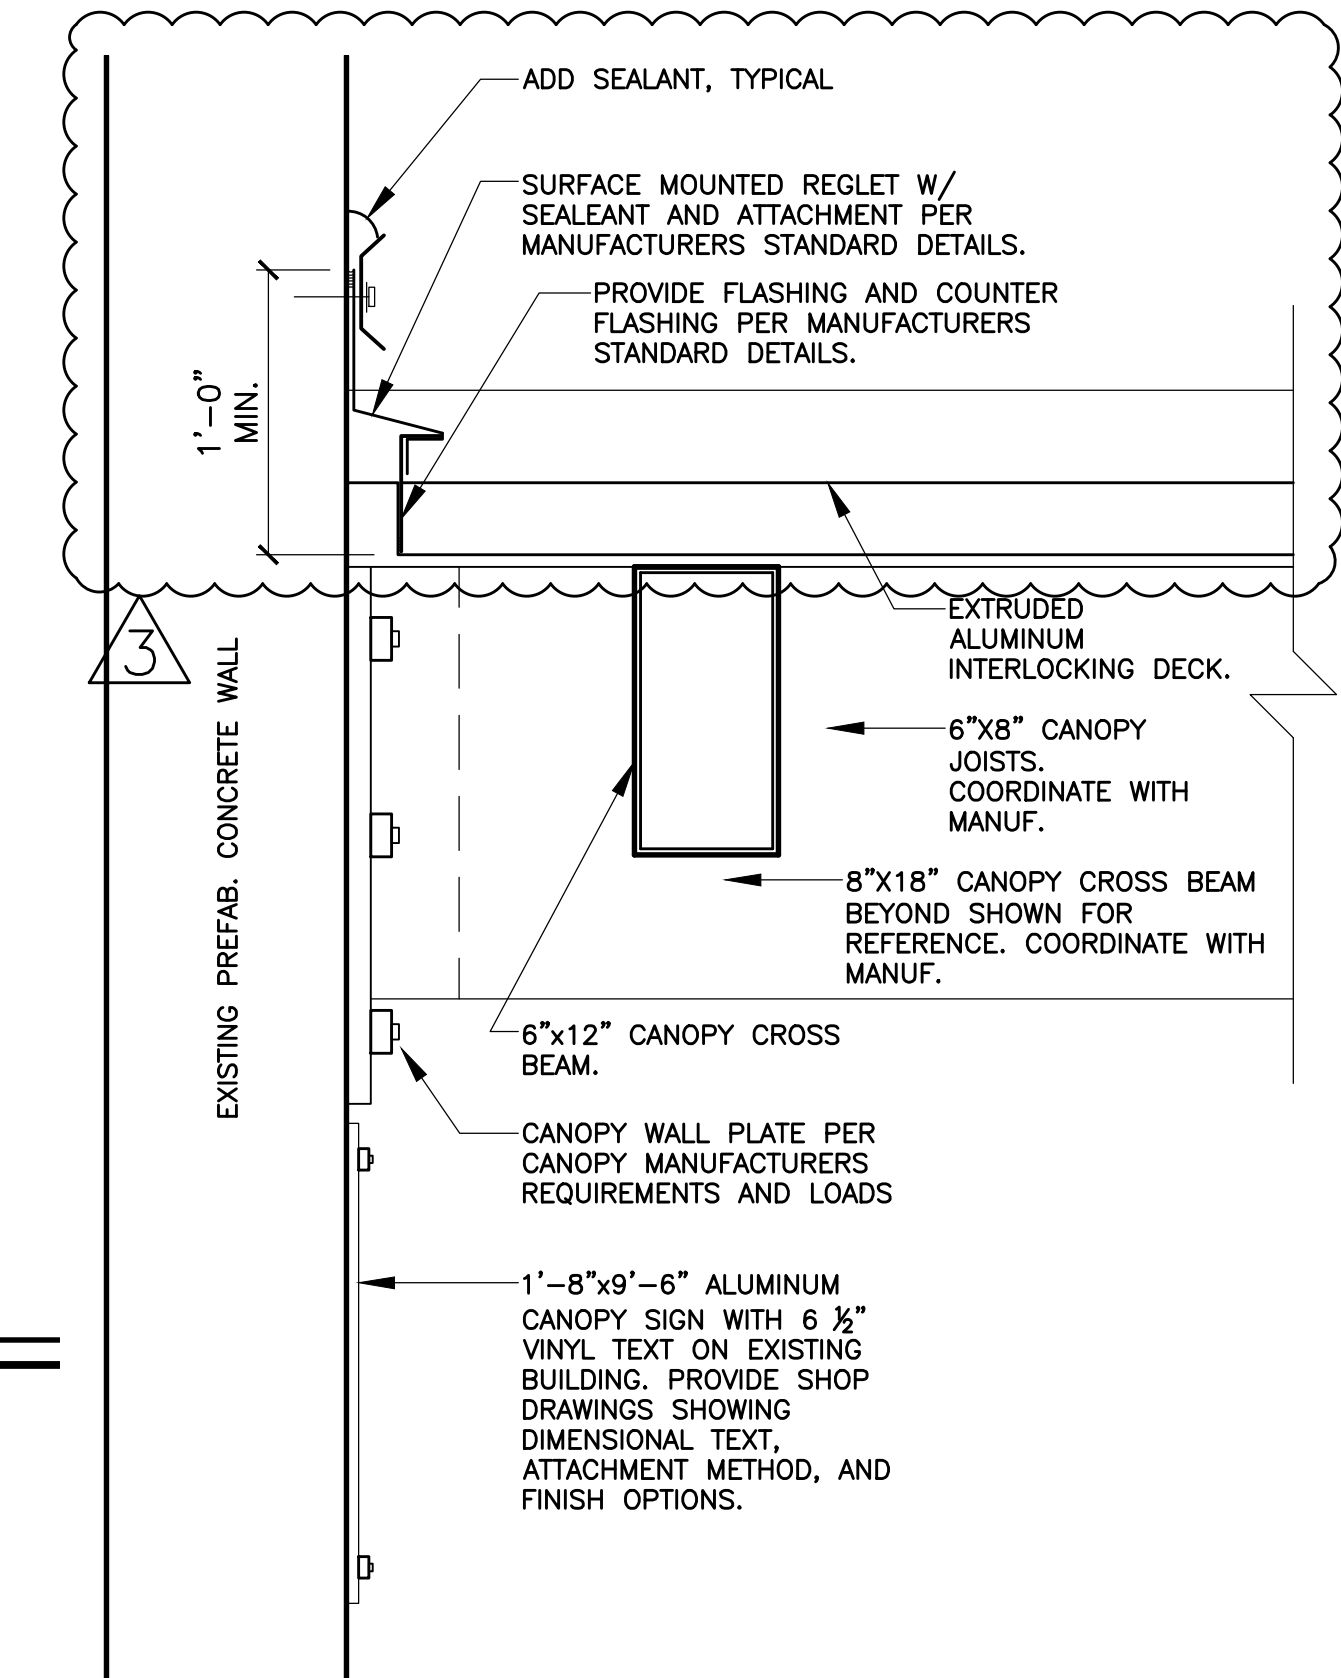 ADD SEALANT, TYPICAL
SURFACE MOUNTED REGLET W/
SEALEANT AND ATTACHMENT PER
MANUFACTURERS STANDARD DETAILS.
PROVIDE FLASHING AND COUNTER
FLASHING PER MANUFACTURERS
STANDARD DETAILS.
1'-0"
MIN.
3
EXISTING PREFAB. CONCRETE WALL
EXTRUDED
ALUMINUM
INTERLOCKING DECK.
6"X8" CANOPY
JOISTS.
COORDINATE WITH
MANUF.
8"X18" CANOPY CROSS BEAM
BEYOND SHOWN FOR
REFERENCE. COORDINATE WITH
MANUF.
6"x12" CANOPY CROSS
BEAM.
CANOPY WALL PLATE PER
CANOPY MANUFACTURERS
REQUIREMENTS AND LOADS
1'-8"x9'-6" ALUMINUM
CANOPY SIGN WITH 6 ½"
VINYL TEXT ON EXISTING
BUILDING. PROVIDE SHOP
DRAWINGS SHOWING
DIMENSIONAL TEXT,
ATTACHMENT METHOD, AND
FINISH OPTIONS.